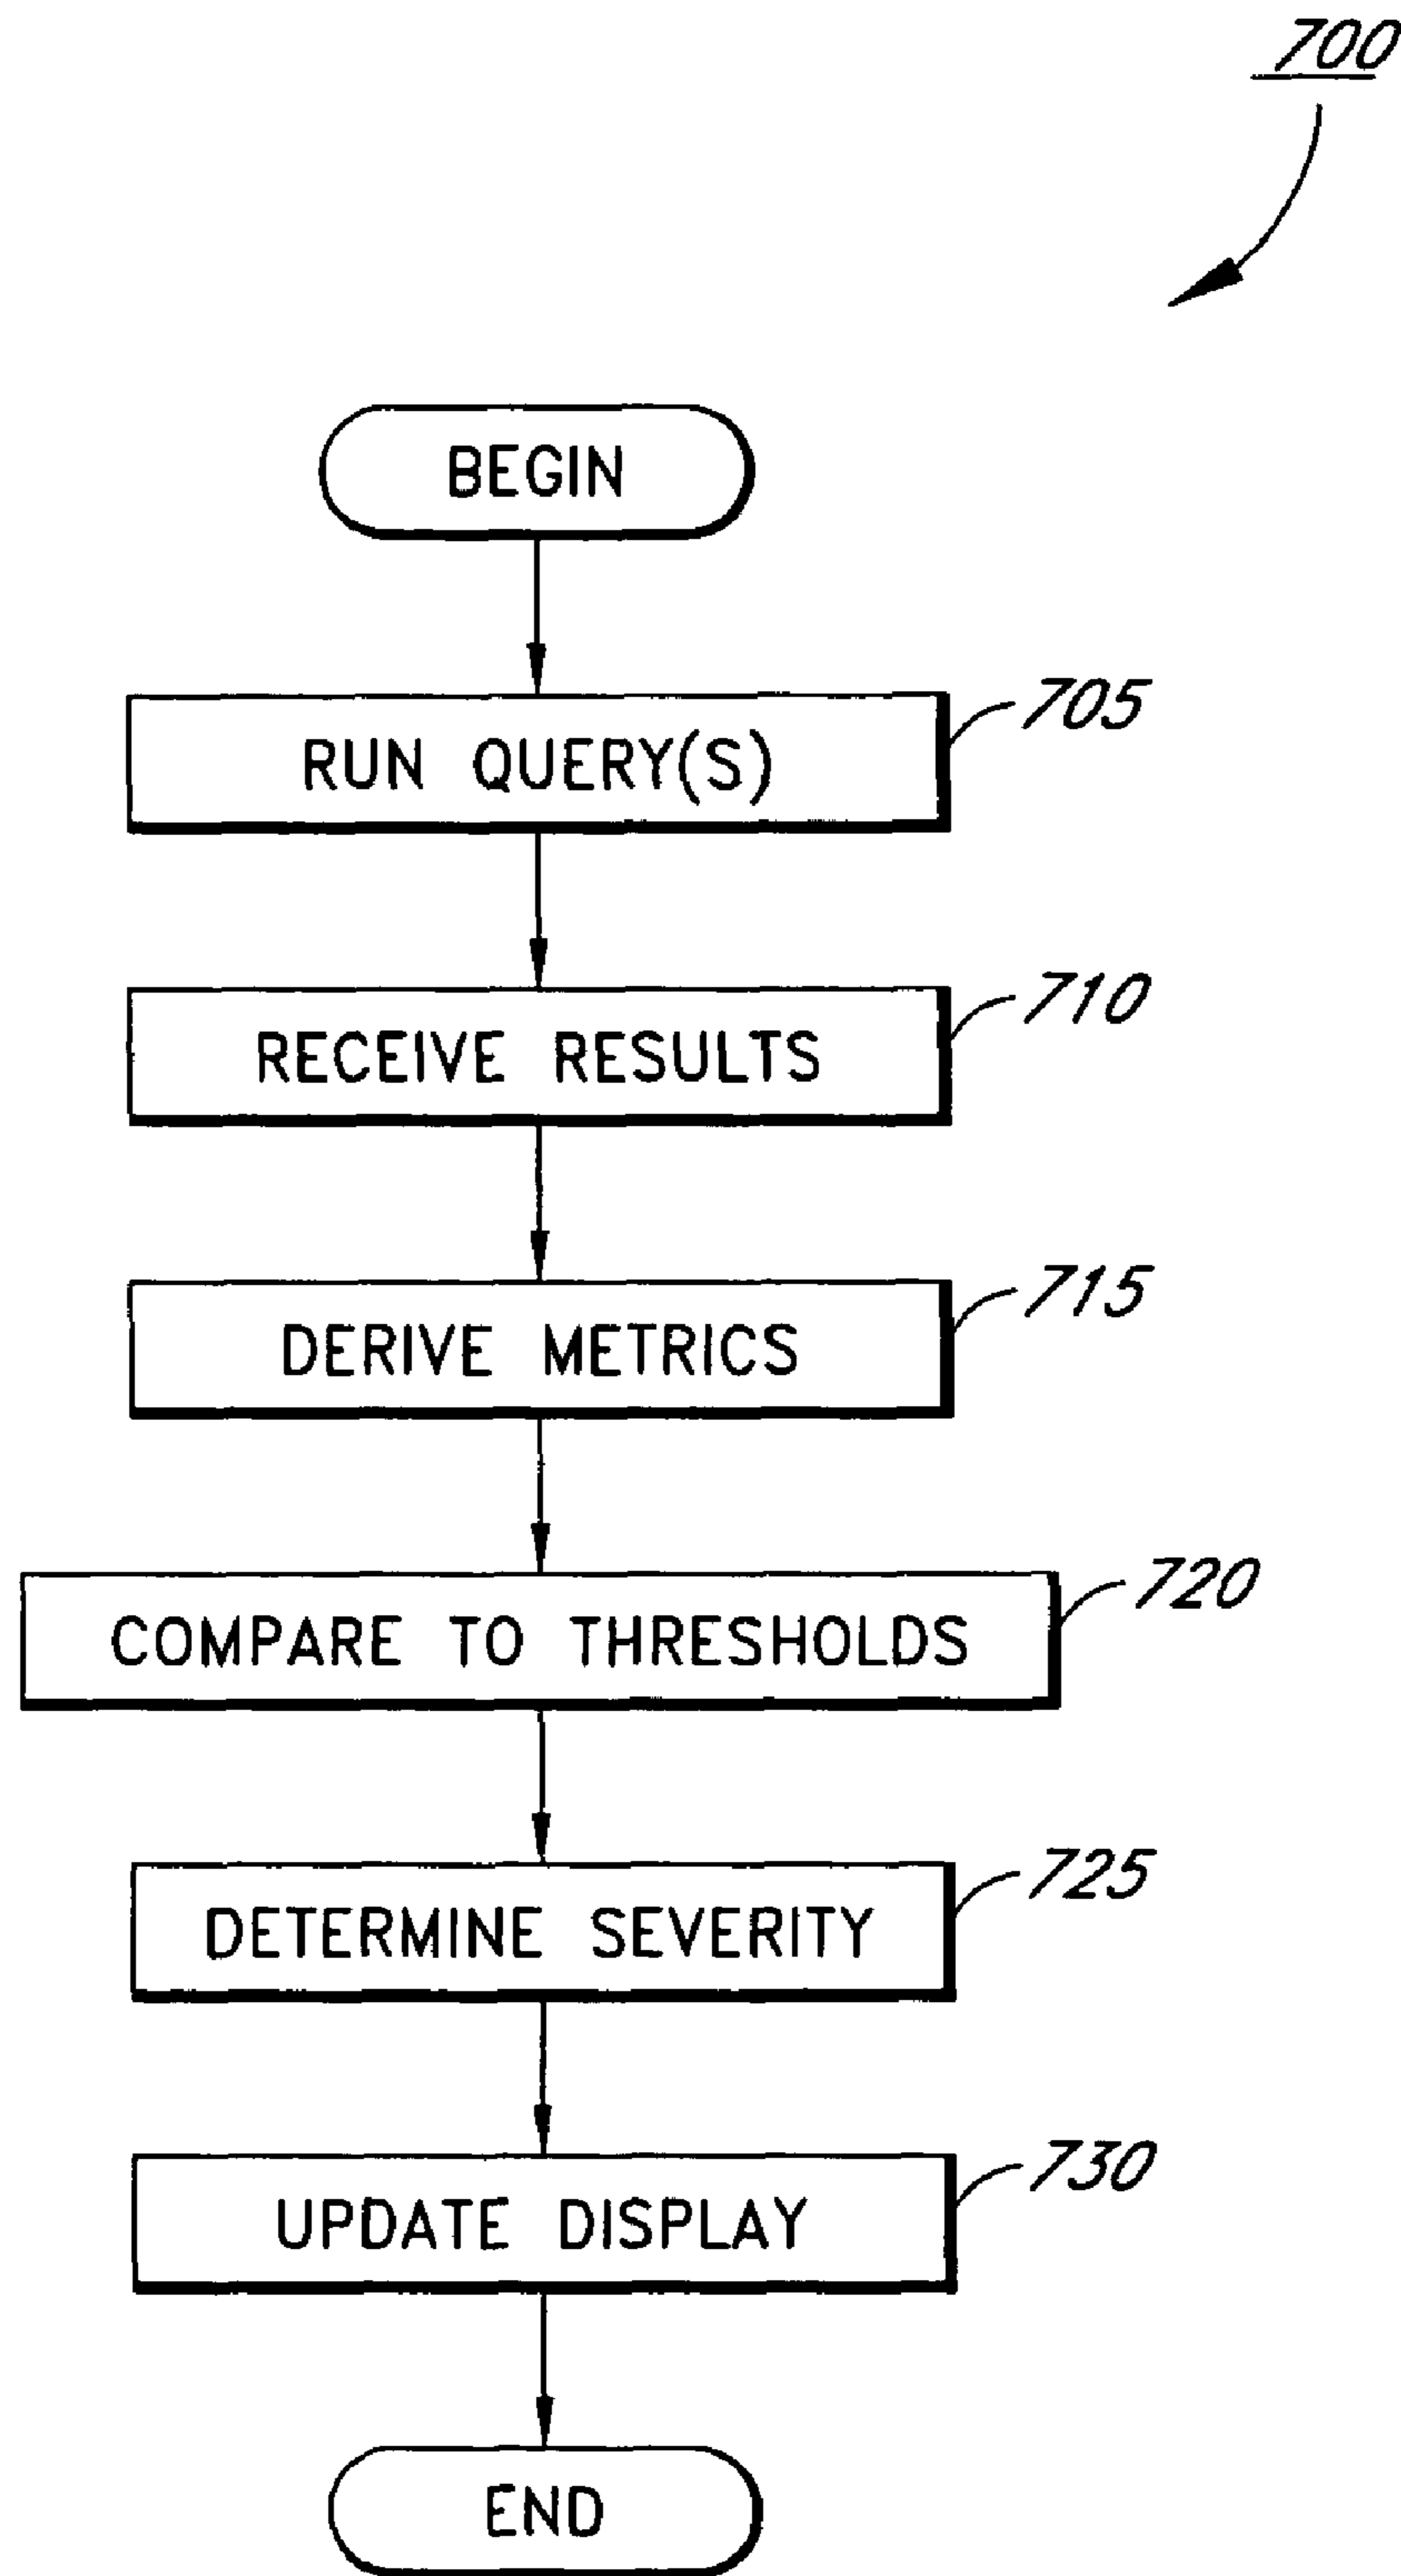 700
BEGIN
RUN QUERY(S)
705
RECEIVE RESULTS
710
DERIVE METRICS
715
COMPARE TO THRESHOLDS
720
DETERMINE SEVERITY
725
UPDATE DISPLAY
730
END